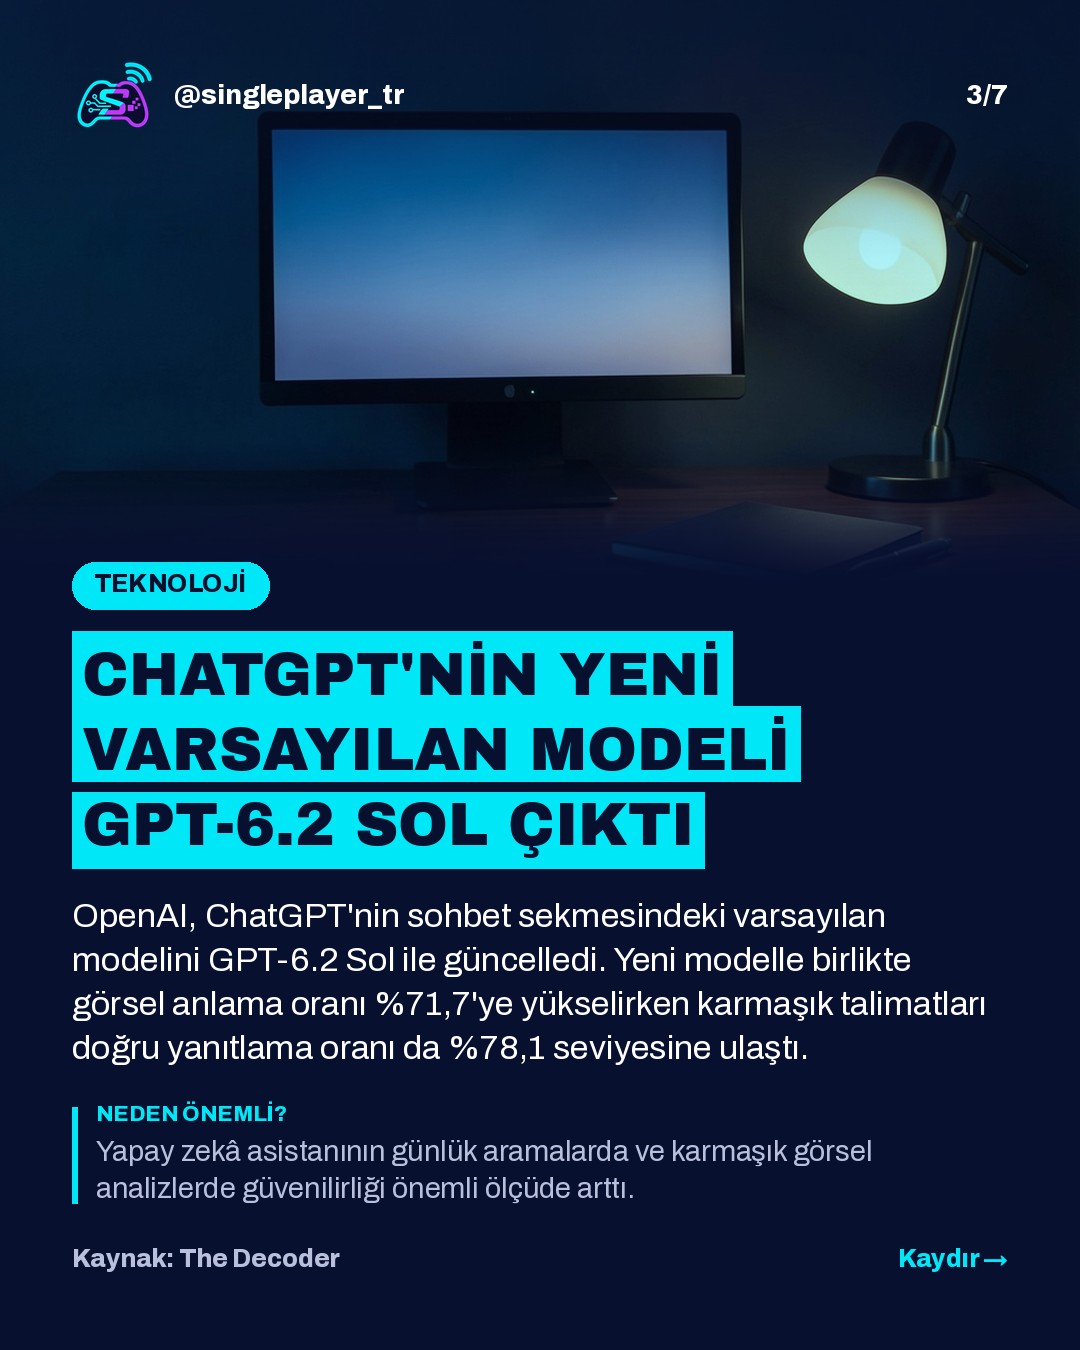 @singleplayer_tr
3/7
TEKNOLOJİ
CHATGPT'NİN YENİ
VARSAYILAN MODELİ
GPT-6.2 SOL ÇIKTI
OpenAI, ChatGPT'nin sohbet sekmesindeki varsayılan
modelini GPT-6.2 Sol ile güncelledi. Yeni modelle birlikte
görsel anlama oranı %71,7'ye yükselirken karmaşık talimatları
doğru yanıtlama oranı da %78,1 seviyesine ulaştı.
NEDEN ÖNEMLİ?
Yapay zekâ asistanının günlük aramalarda ve karmaşık görsel
analizlerde güvenilirliği önemli ölçüde arttı.
Kaynak: The Decoder
Kaydır→